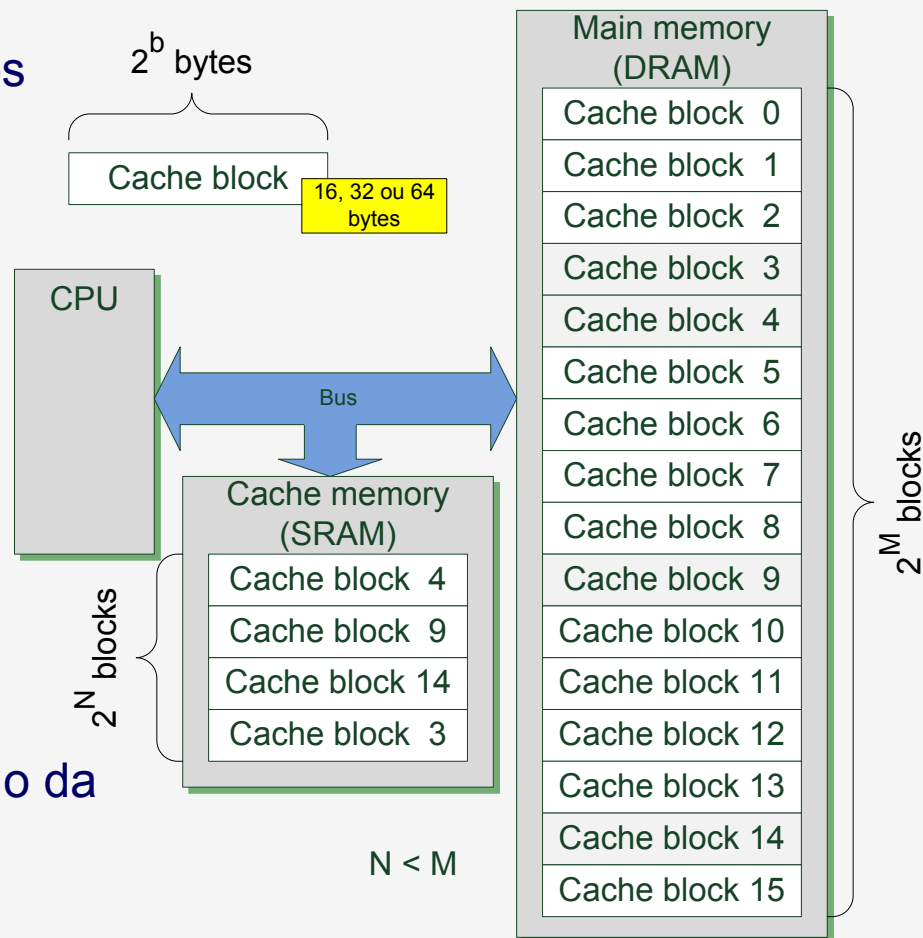 s
2^b bytes
Cache block
16, 32 ou 64
bytes
CPU
Bus
Cache memory
(SRAM)
Cache block 4
Cache block 9
Cache block 14
Cache block 3
2^N blocks
o da
N < M
Main memory
(DRAM)
Cache block 0
Cache block 1
Cache block 2
Cache block 3
Cache block 4
Cache block 5
Cache block 6
Cache block 7
Cache block 8
Cache block 9
Cache block 10
Cache block 11
Cache block 12
Cache block 13
Cache block 14
Cache block 15
2^M blocks